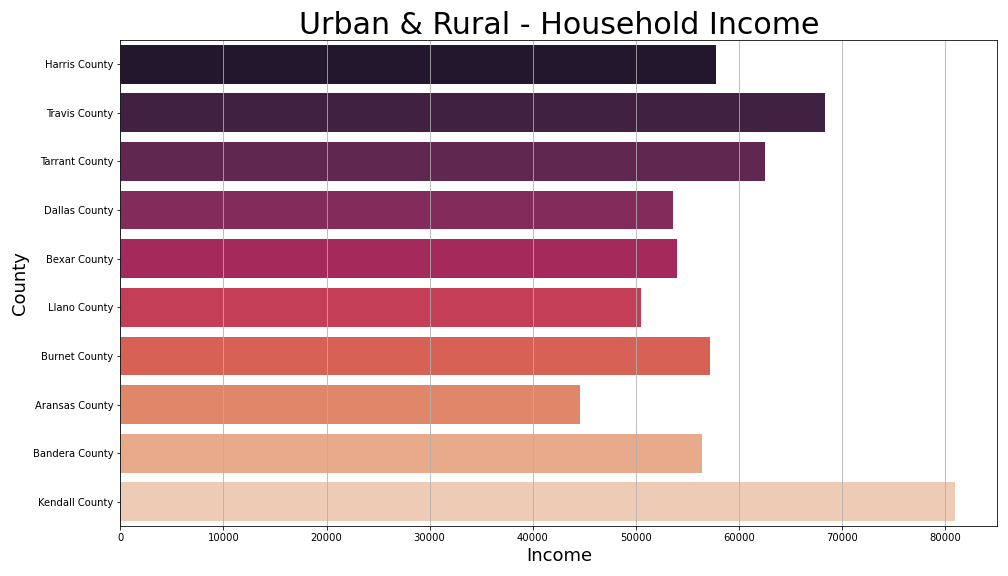 Urban & Rural - Household Income
Harris County
Travis County
Tarrant County
Dallas County
Bexar County
Llano County
Burnet County
Aransas County
Bandera County
Kendall County
County
0 10000 20000 30000 40000 50000 60000 70000 80000
Income